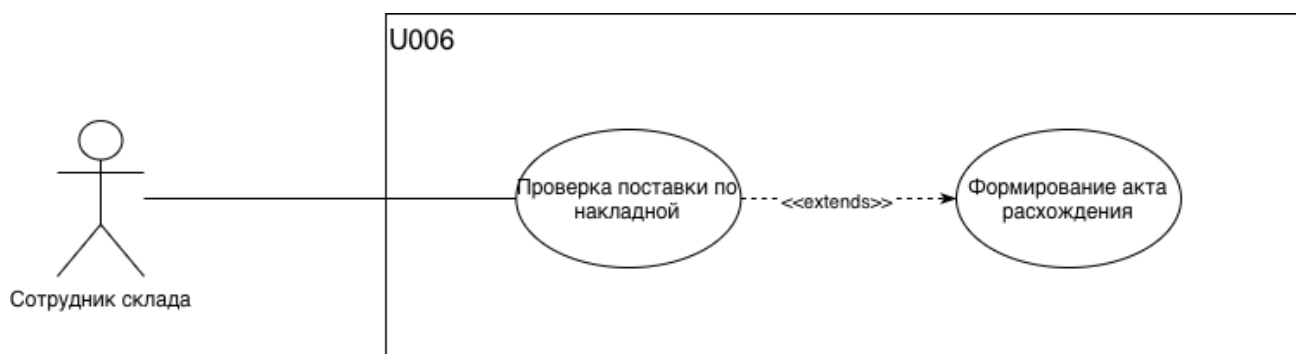 U006
Проверка поставки по
накладной
<<extends>>
Формирование акта
расхождения
Сотрудник склада